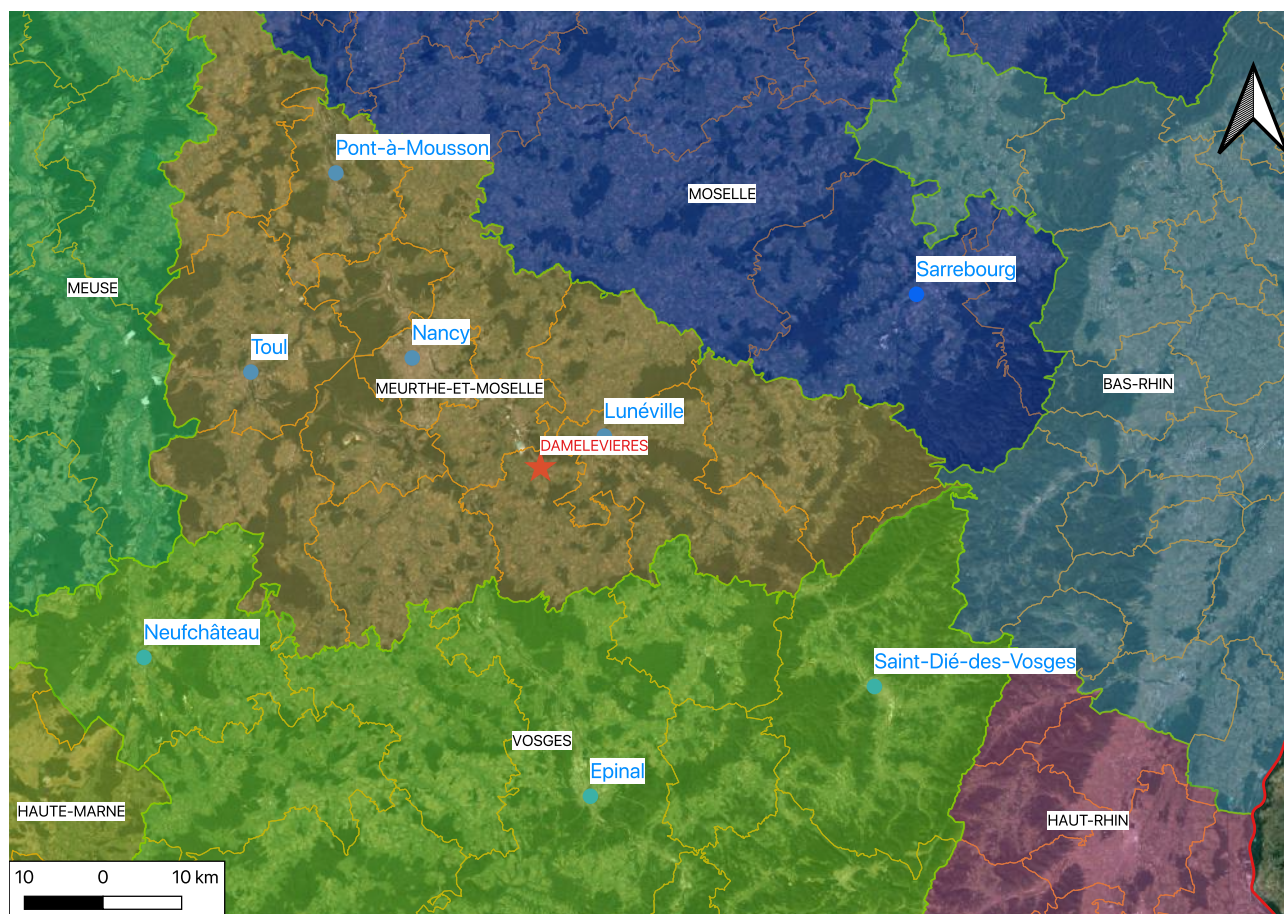 Pont-à-Mousson
MOSELLE
Sarrebourg
MEUSE
Nancy
Toul
MEURTHE-ET-MOSELLE
BAS-RHIN
Lunéville
DAMELEVIERES
Neufchâteau
Saint-Dié-des-Vosges
VOSGES
Epinal
HAUTE-MARNE
HAUT-RHIN
10 0 10 km